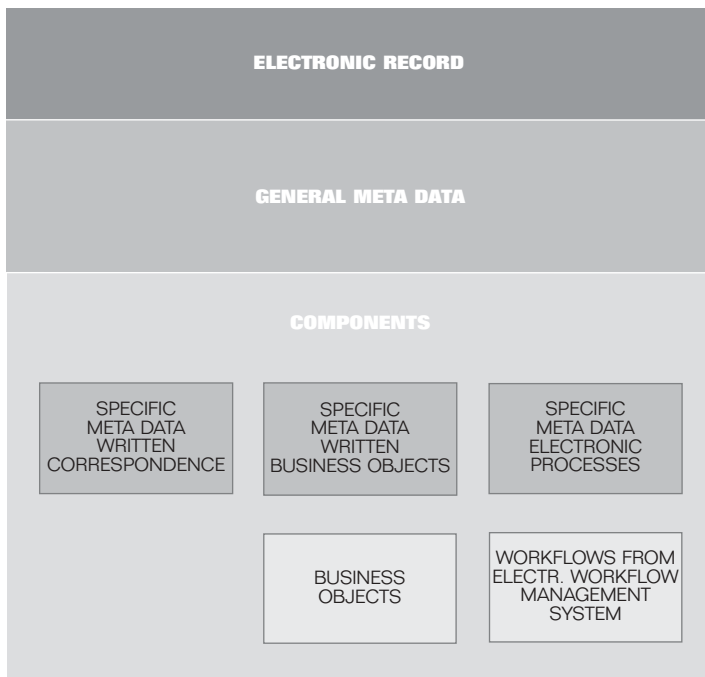 ELECTRONIC RECORD
GENERAL META DATA
COMPONENTS
SPECIFIC
META DATA
WRITTEN
CORRESPONDENCE
SPECIFIC
META DATA
WRITTEN
BUSINESS OBJECTS
SPECIFIC
META DATA
ELECTRONIC
PROCESSES
BUSINESS
OBJECTS
WORKFLOWS FROM
ELECTR. WORKFLOW
MANAGEMENT
SYSTEM